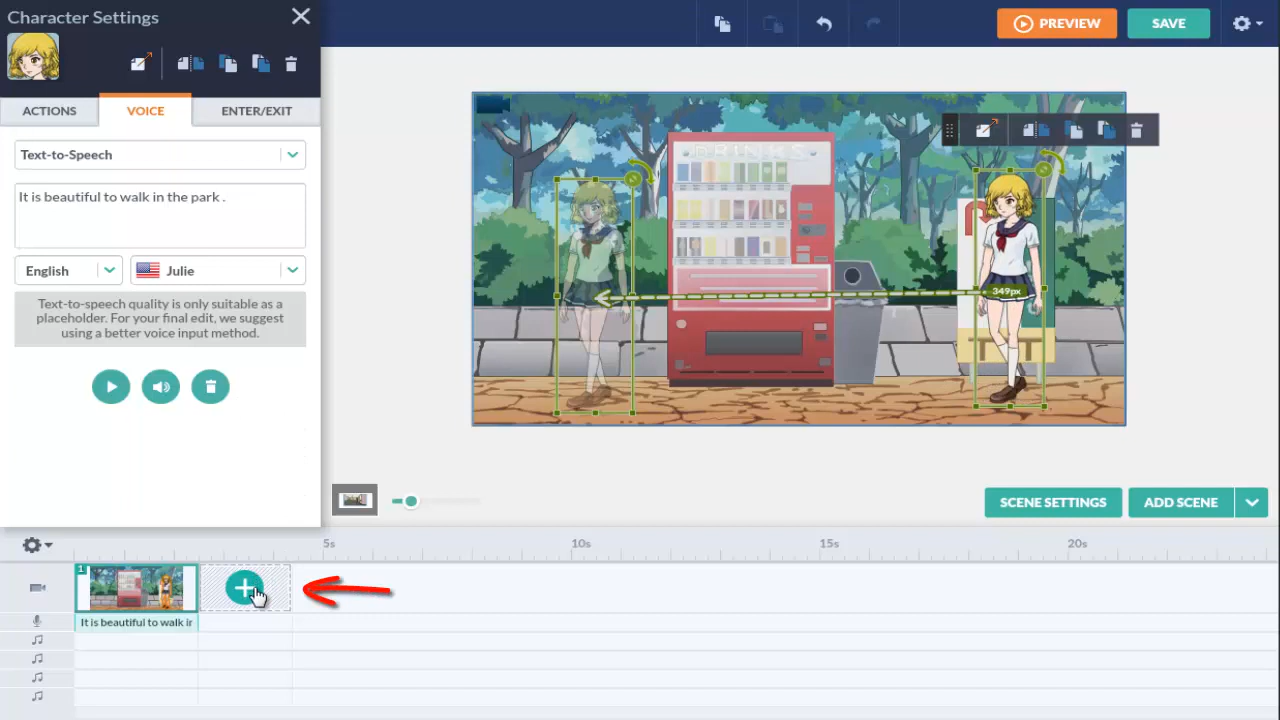 Character Settings
PREVIEW
SAVE
ACTIONS
VOICE
ENTER/EXIT
Text-to-Speech
It is beautiful to walk in the park .
English
Julie
Text-to-speech quality is only suitable as a
placeholder. For your final edit, we suggest
using a better voice input method.
DRINKS
349px
SCENE SETTINGS
ADD SCENE
5s
10s
15s
20s
1
It is beautiful to walk ir